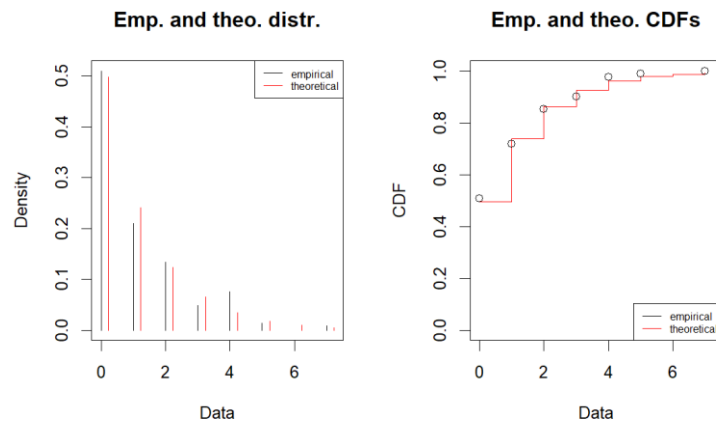 Emp. and theo. distr.
empirical
theoretical
0.5
0.4
0.3
0.2
0.1
0.0
Density
0 2 4 6
Data
Emp. and theo. CDFs
1.0
0.8
0.6
0.4
0.2
0.0
CDF
empirical
theoretical
0 2 4 6
Data